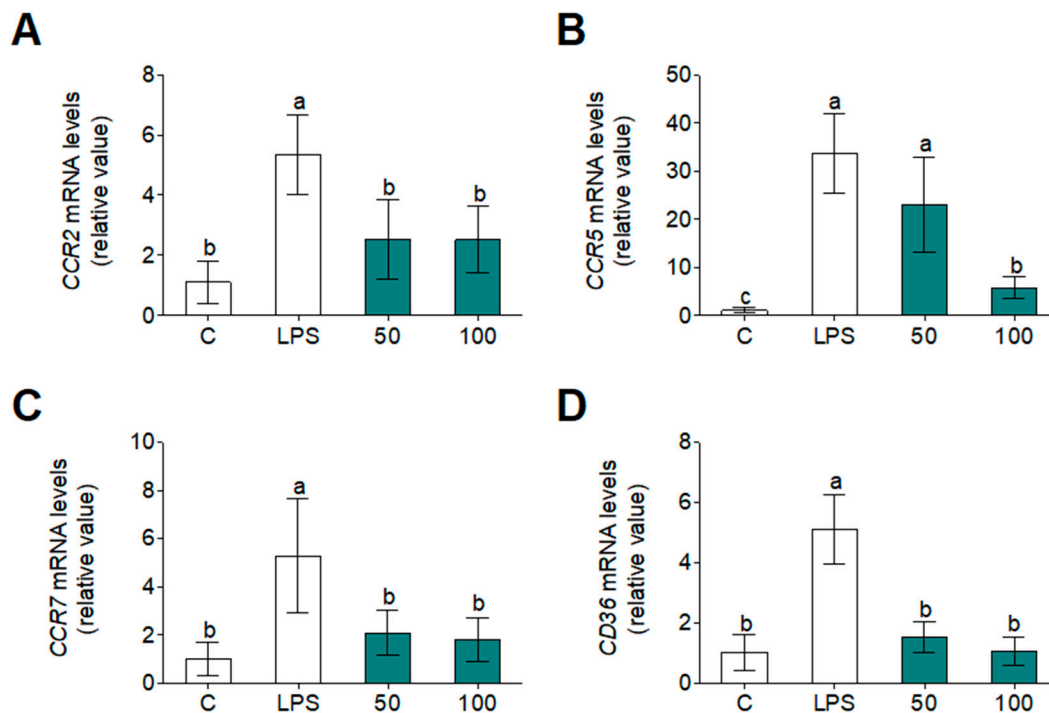 A
CCR2 mRNA levels
(relative value)
8
6
4
2
0
b
a
b
b
C LPS 50 100
B
CCR5 mRNA levels
(relative value)
50
40
30
20
10
0
c
a
a
b
C LPS 50 100
C
CCR7 mRNA levels
(relative value)
10
8
6
4
2
0
b
a
b
b
C LPS 50 100
D
CD36 mRNA levels
(relative value)
8
6
4
2
0
b
a
b
b
C LPS 50 100